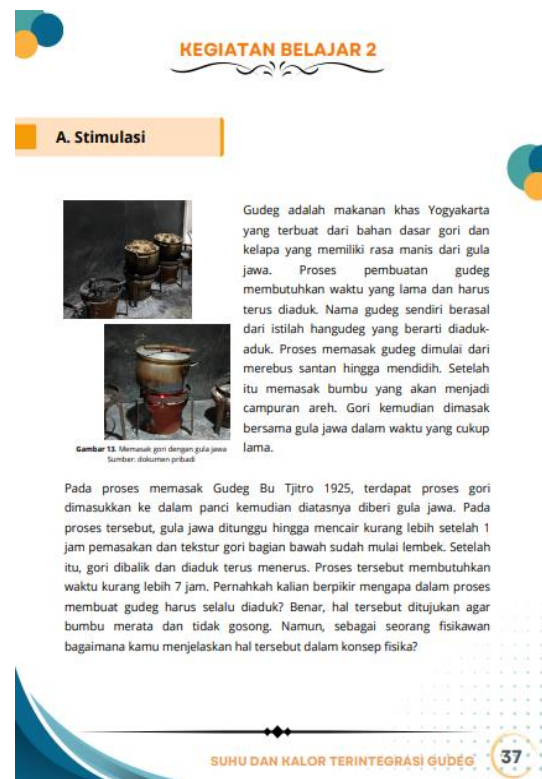 KEGIATAN BELAJAR 2
A. Stimulasi
Gudeg adalah makanan khas Yogyakarta
yang terbuat dari bahan dasar gori dan
kelapa yang memiliki rasa manis dari gula
jawa. Proses pembuatan gudeg
membutuhkan waktu yang lama dan harus
terus diaduk. Nama gudeg sendiri berasal
dari istilah hangudeg yang berarti diaduk-
aduk. Proses memasak gudeg dimulai dari
merebus santan hingga mendidih. Setelah
itu memasak bumbu yang akan menjadi
campuran areh. Gori kemudian dimasak
bersama gula jawa dalam waktu yang cukup
lama.
Gambar 13. Memasak gori dengan gula jawa
Sumber: dokumen pribadi
Pada proses memasak Gudeg Bu Tjitro 1925, terdapat proses gori
dimasukkan ke dalam panci kemudian diatasnya diberi gula jawa. Pada
proses tersebut, gula jawa ditunggu hingga mencair kurang lebih setelah 1
jam pemasakan dan tekstur gori bagian bawah sudah mulai lembek. Setelah
itu, gori dibalik dan diaduk terus menerus. Proses tersebut membutuhkan
waktu kurang lebih 7 jam. Pernahkah kalian berpikir mengapa dalam proses
membuat gudeg harus selalu diaduk? Benar, hal tersebut ditujukan agar
bumbu merata dan tidak gosong. Namun, sebagai seorang fisikawan
bagaimana kamu menjelaskan hal tersebut dalam konsep fisika?
SUHU DAN KALOR TERINTEGRASI GUDEG
37